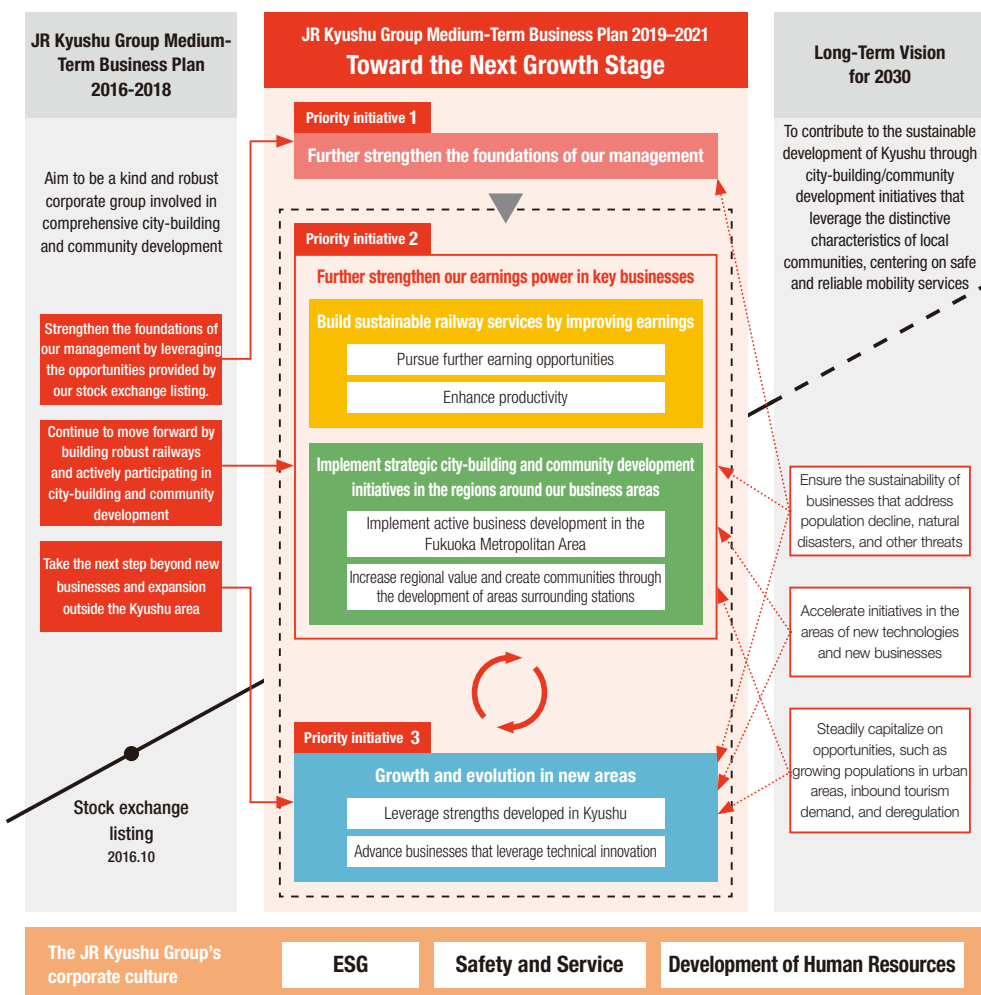 JR Kyushu Group Medium-
Term Business Plan
2016-2018
Aim to be a kind and robust
corporate group involved in
comprehensive city-building
and community development
Strengthen the foundations of
our management by leveraging
the opportunities provided by
our stock exchange listing.
Continue to move forward by
building robust railways
and actively participating in
city-building and community
development
Take the next step beyond new
businesses and expansion
outside the Kyushu area
Stock exchange
listing
2016.10
JR Kyushu Group Medium-Term Business Plan 2019–2021
Toward the Next Growth Stage
Priority initiative 1
Further strengthen the foundations of our management
Priority initiative 2
Further strengthen our earnings power in key businesses
Build sustainable railway services by improving earnings
Pursue further earning opportunities
Enhance productivity
Implement strategic city-building and community development
initiatives in the regions around our business areas
Implement active business development in the
Fukuoka Metropolitan Area
Increase regional value and create communities through
the development of areas surrounding stations
Priority initiative 3
Growth and evolution in new areas
Leverage strengths developed in Kyushu
Advance businesses that leverage technical innovation
Long-Term Vision
for 2030
To contribute to the sustainable
development of Kyushu through
city-building/community
development initiatives that
leverage the distinctive
characteristics of local
communities, centering on safe
and reliable mobility services
Ensure the sustainability of
businesses that address
population decline, natural
disasters, and other threats
Accelerate initiatives in the
areas of new technologies
and new businesses
Steadily capitalize on
opportunities, such as
growing populations in urban
areas, inbound tourism
demand, and deregulation
The JR Kyushu Group's
corporate culture
ESG
Safety and Service
Development of Human Resources